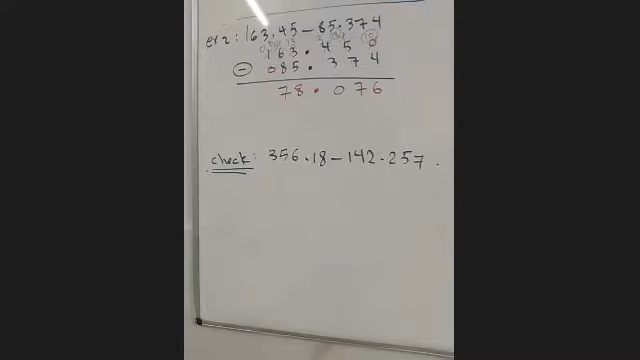 ex2: 163.45 - 85.374
163.450
- 085.374
78.076
check: 356.18 - 142.257.